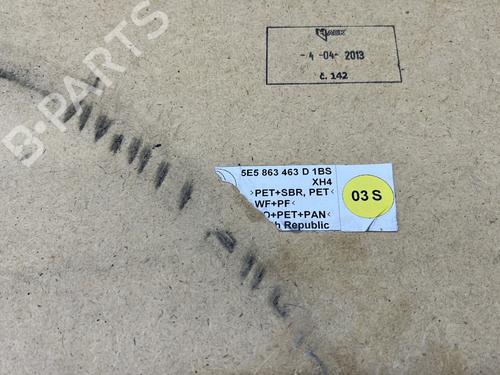 B-PARTS
- 4 -04- 2013
č. 142
5E5 863 463 D 1BS
XH4
>PET+SBR, PET<
WF+PF<
O+PET+PAN<
h Republic
03 S